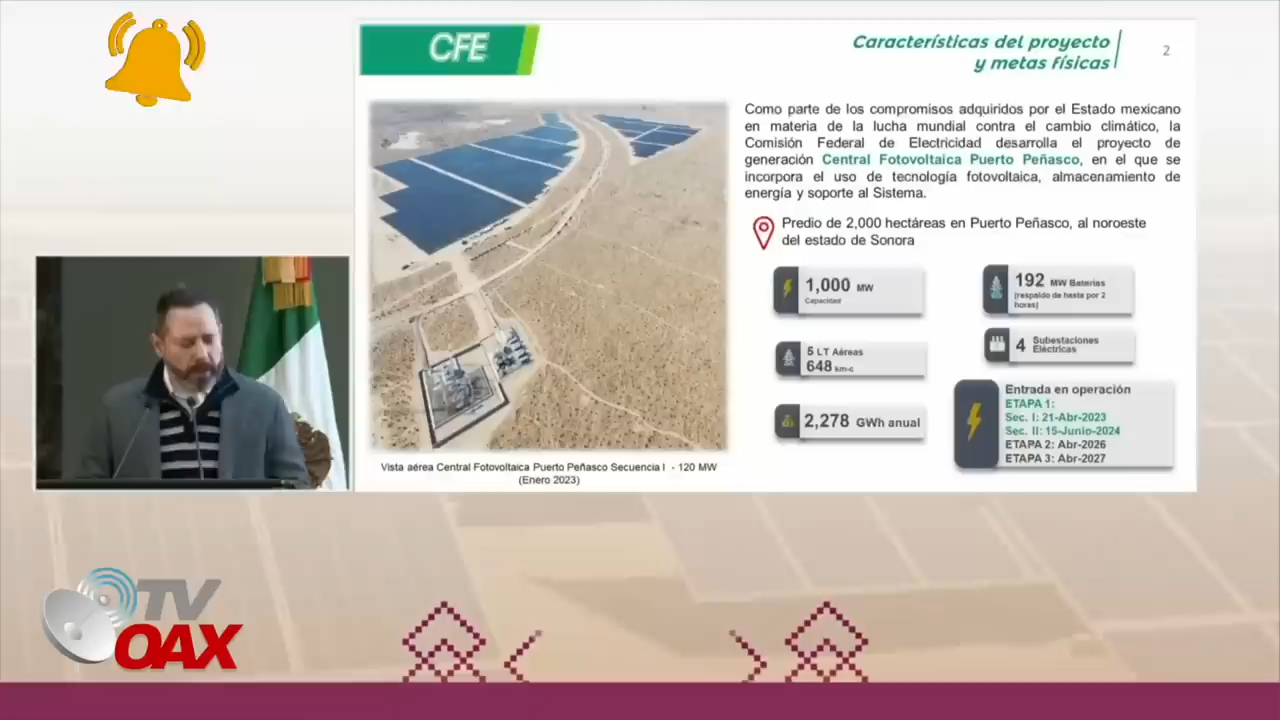 CFE
Características del proyecto
y metas físicas
2
Como parte de los compromisos adquiridos por el Estado mexicano
en materia de la lucha mundial contra el cambio climático, la
Comisión Federal de Electricidad desarrolla el proyecto de
generación Central Fotovoltaica Puerto Peñasco, en el que se
incorpora el uso de tecnología fotovoltaica, almacenamiento de
energía y soporte al Sistema.
Predio de 2,000 hectáreas en Puerto Peñasco, al noroeste
del estado de Sonora
1,000 MW
Capacidad
192 MW Baterías
(respaldo de hasta por 2
horas)
5 LT Aéreas
648 km-c
4 Subestaciones
Eléctricas
2,278 GWh anual
Entrada en operación
ETAPA 1:
Sec. I: 21-Abr-2023
Sec. II: 15-Junio-2024
ETAPA 2: Abr-2026
ETAPA 3: Abr-2027
Vista aérea Central Fotovoltaica Puerto Peñasco Secuencia I - 120 MW
(Enero 2023)
TV
OAX